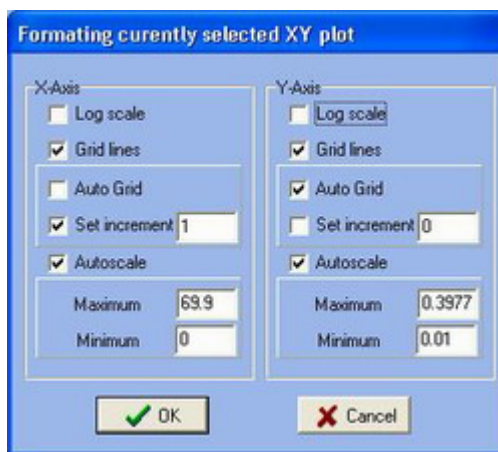 Formating curently selected XY plot
X-Axis
Log scale
Grid lines
Auto Grid
Set increment 1
Autoscale
Maximum 69.9
Minimum 0
Y-Axis
Log scale
Grid lines
Auto Grid
Set increment 0
Autoscale
Maximum 0.3977
Minimum 0.01
OK
Cancel